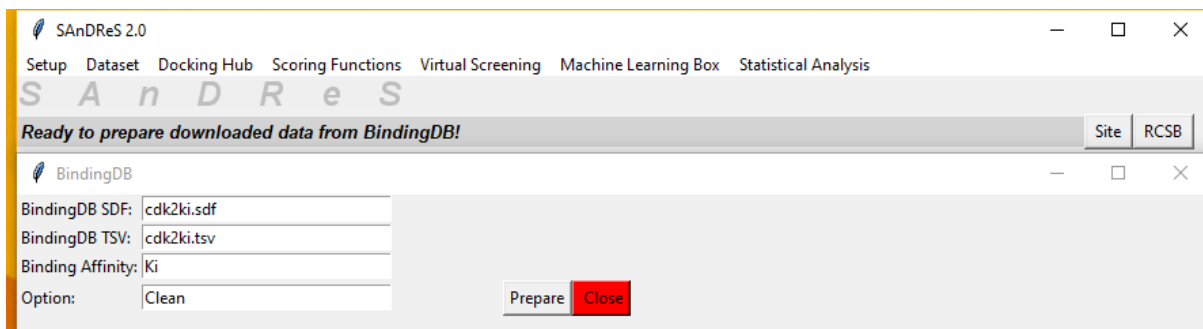 SAnDReS 2.0
Setup Dataset Docking Hub Scoring Functions Virtual Screening Machine Learning Box Statistical Analysis
S A n D R e S
Ready to prepare downloaded data from BindingDB! Site RCSB
BindingDB
BindingDB SDF: cdk2ki.sdf
BindingDB TSV: cdk2ki.tsv
Binding Affinity: Ki
Option: Clean Prepare Close